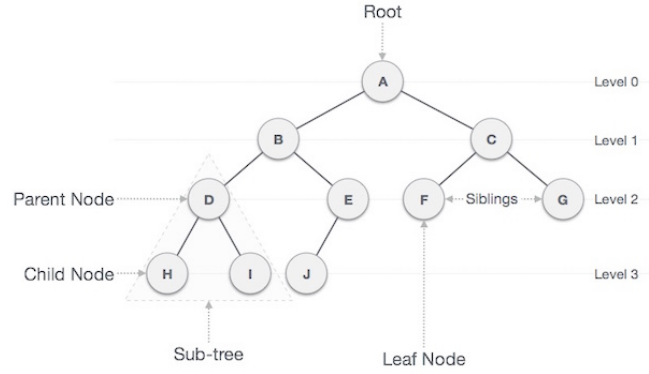 Root
A
Level 0
B
C
Level 1
Parent Node
D
E
F
Siblings
G
Level 2
Child Node
H
I
J
Level 3
Sub-tree
Leaf Node